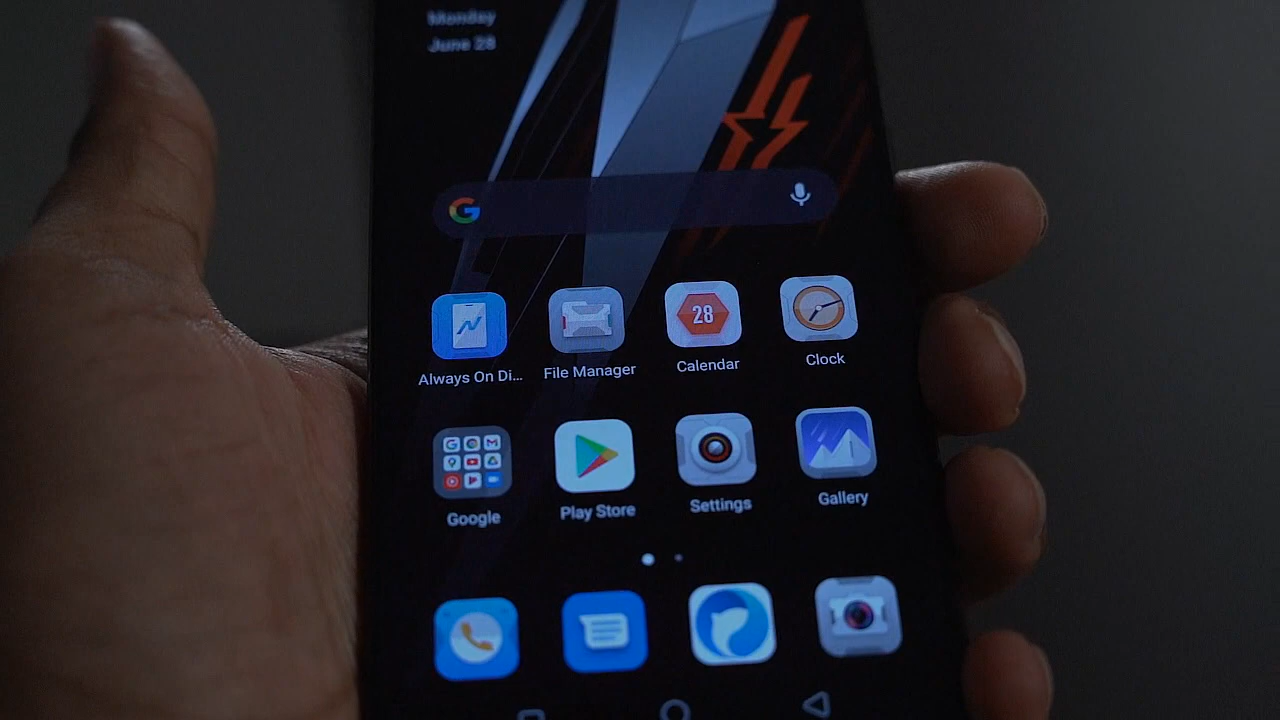 Monday
June 28
G
28
Always On Di...
File Manager
Calendar
Clock
Google
Play Store
Settings
Gallery